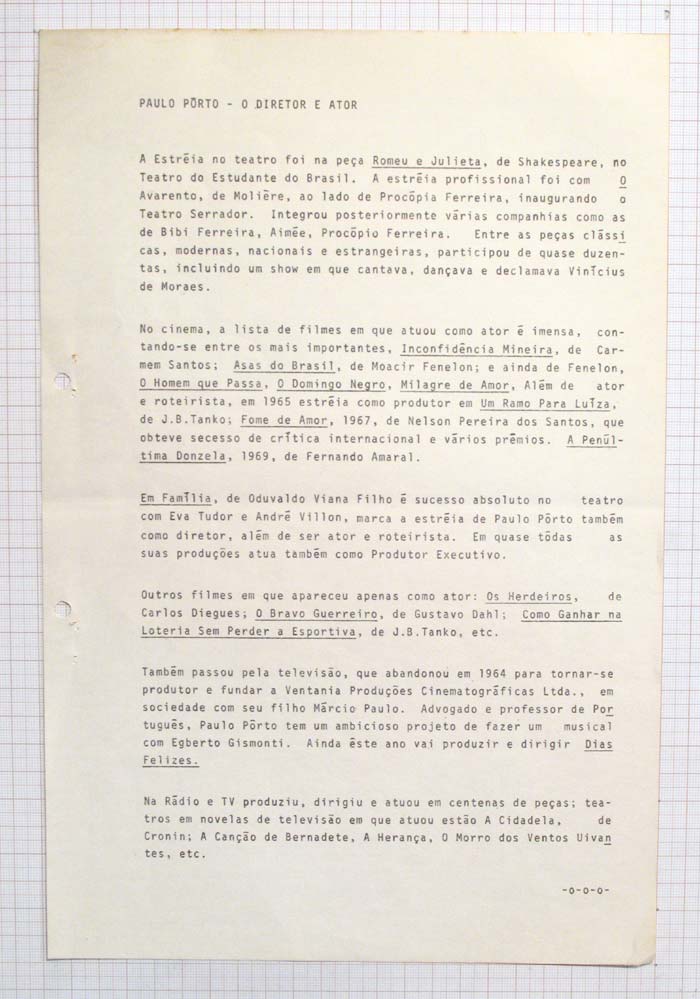 PAULO PÔRTO - O DIRETOR E ATOR
A Estréia no teatro foi na peça Romeu e Julieta, de Shakespeare, no
Teatro do Estudante do Brasil. A estréia profissional foi com O
Avarento, de Molière, ao lado de Procópia Ferreira, inaugurando o
Teatro Serrador. Integrou posteriormente várias companhias como as
de Bibi Ferreira, Aimée, Procópio Ferreira. Entre as peças clássi
cas, modernas, nacionais e estrangeiras, participou de quase duzen-
tas, incluindo um show em que cantava, dançava e declamava Vinícius
de Moraes.
No cinema, a lista de filmes em que atuou como ator é imensa, con-
tando-se entre os mais importantes, Inconfidência Mineira, de Car-
mem Santos; Asas do Brasil, de Moacir Fenelon; e ainda de Fenelon,
O Homem que Passa, O Domingo Negro, Milagre de Amor, Além de ator
e roteirista, em 1965 estréia como produtor em Um Ramo Para Luíza,
de J.B.Tanko; Fome de Amor, 1967, de Nelson Pereira dos Santos, que
obteve secesso de crítica internacional e vários prêmios. A Penúl-
tima Donzela, 1969, de Fernando Amaral.
Em Família, de Oduvaldo Viana Filho é sucesso absoluto no teatro
com Eva Tudor e André Villon, marca a estréia de Paulo Pôrto também
como diretor, além de ser ator e roteirista. Em quase tôdas as
suas produções atua também como Produtor Executivo.
Outros filmes em que apareceu apenas como ator: Os Herdeiros, de
Carlos Diegues; O Bravo Guerreiro, de Gustavo Dahl; Como Ganhar na
Loteria Sem Perder a Esportiva, de J.B.Tanko, etc.
Também passou pela televisão, que abandonou em 1964 para tornar-se
produtor e fundar a Ventania Produções Cinematográficas Ltda., em
sociedade com seu filho Márcio Paulo. Advogado e professor de Por
tuguês, Paulo Pôrto tem um ambicioso projeto de fazer um musical
com Egberto Gismonti. Ainda êste ano vai produzir e dirigir Dias
Felizes.
Na Rádio e TV produziu, dirigiu e atuou em centenas de peças; tea-
tros em novelas de televisão em que atuou estão A Cidadela, de
Cronin; A Canção de Bernadete, A Herança, O Morro dos Ventos Uivan
tes, etc.
-o-o-o-